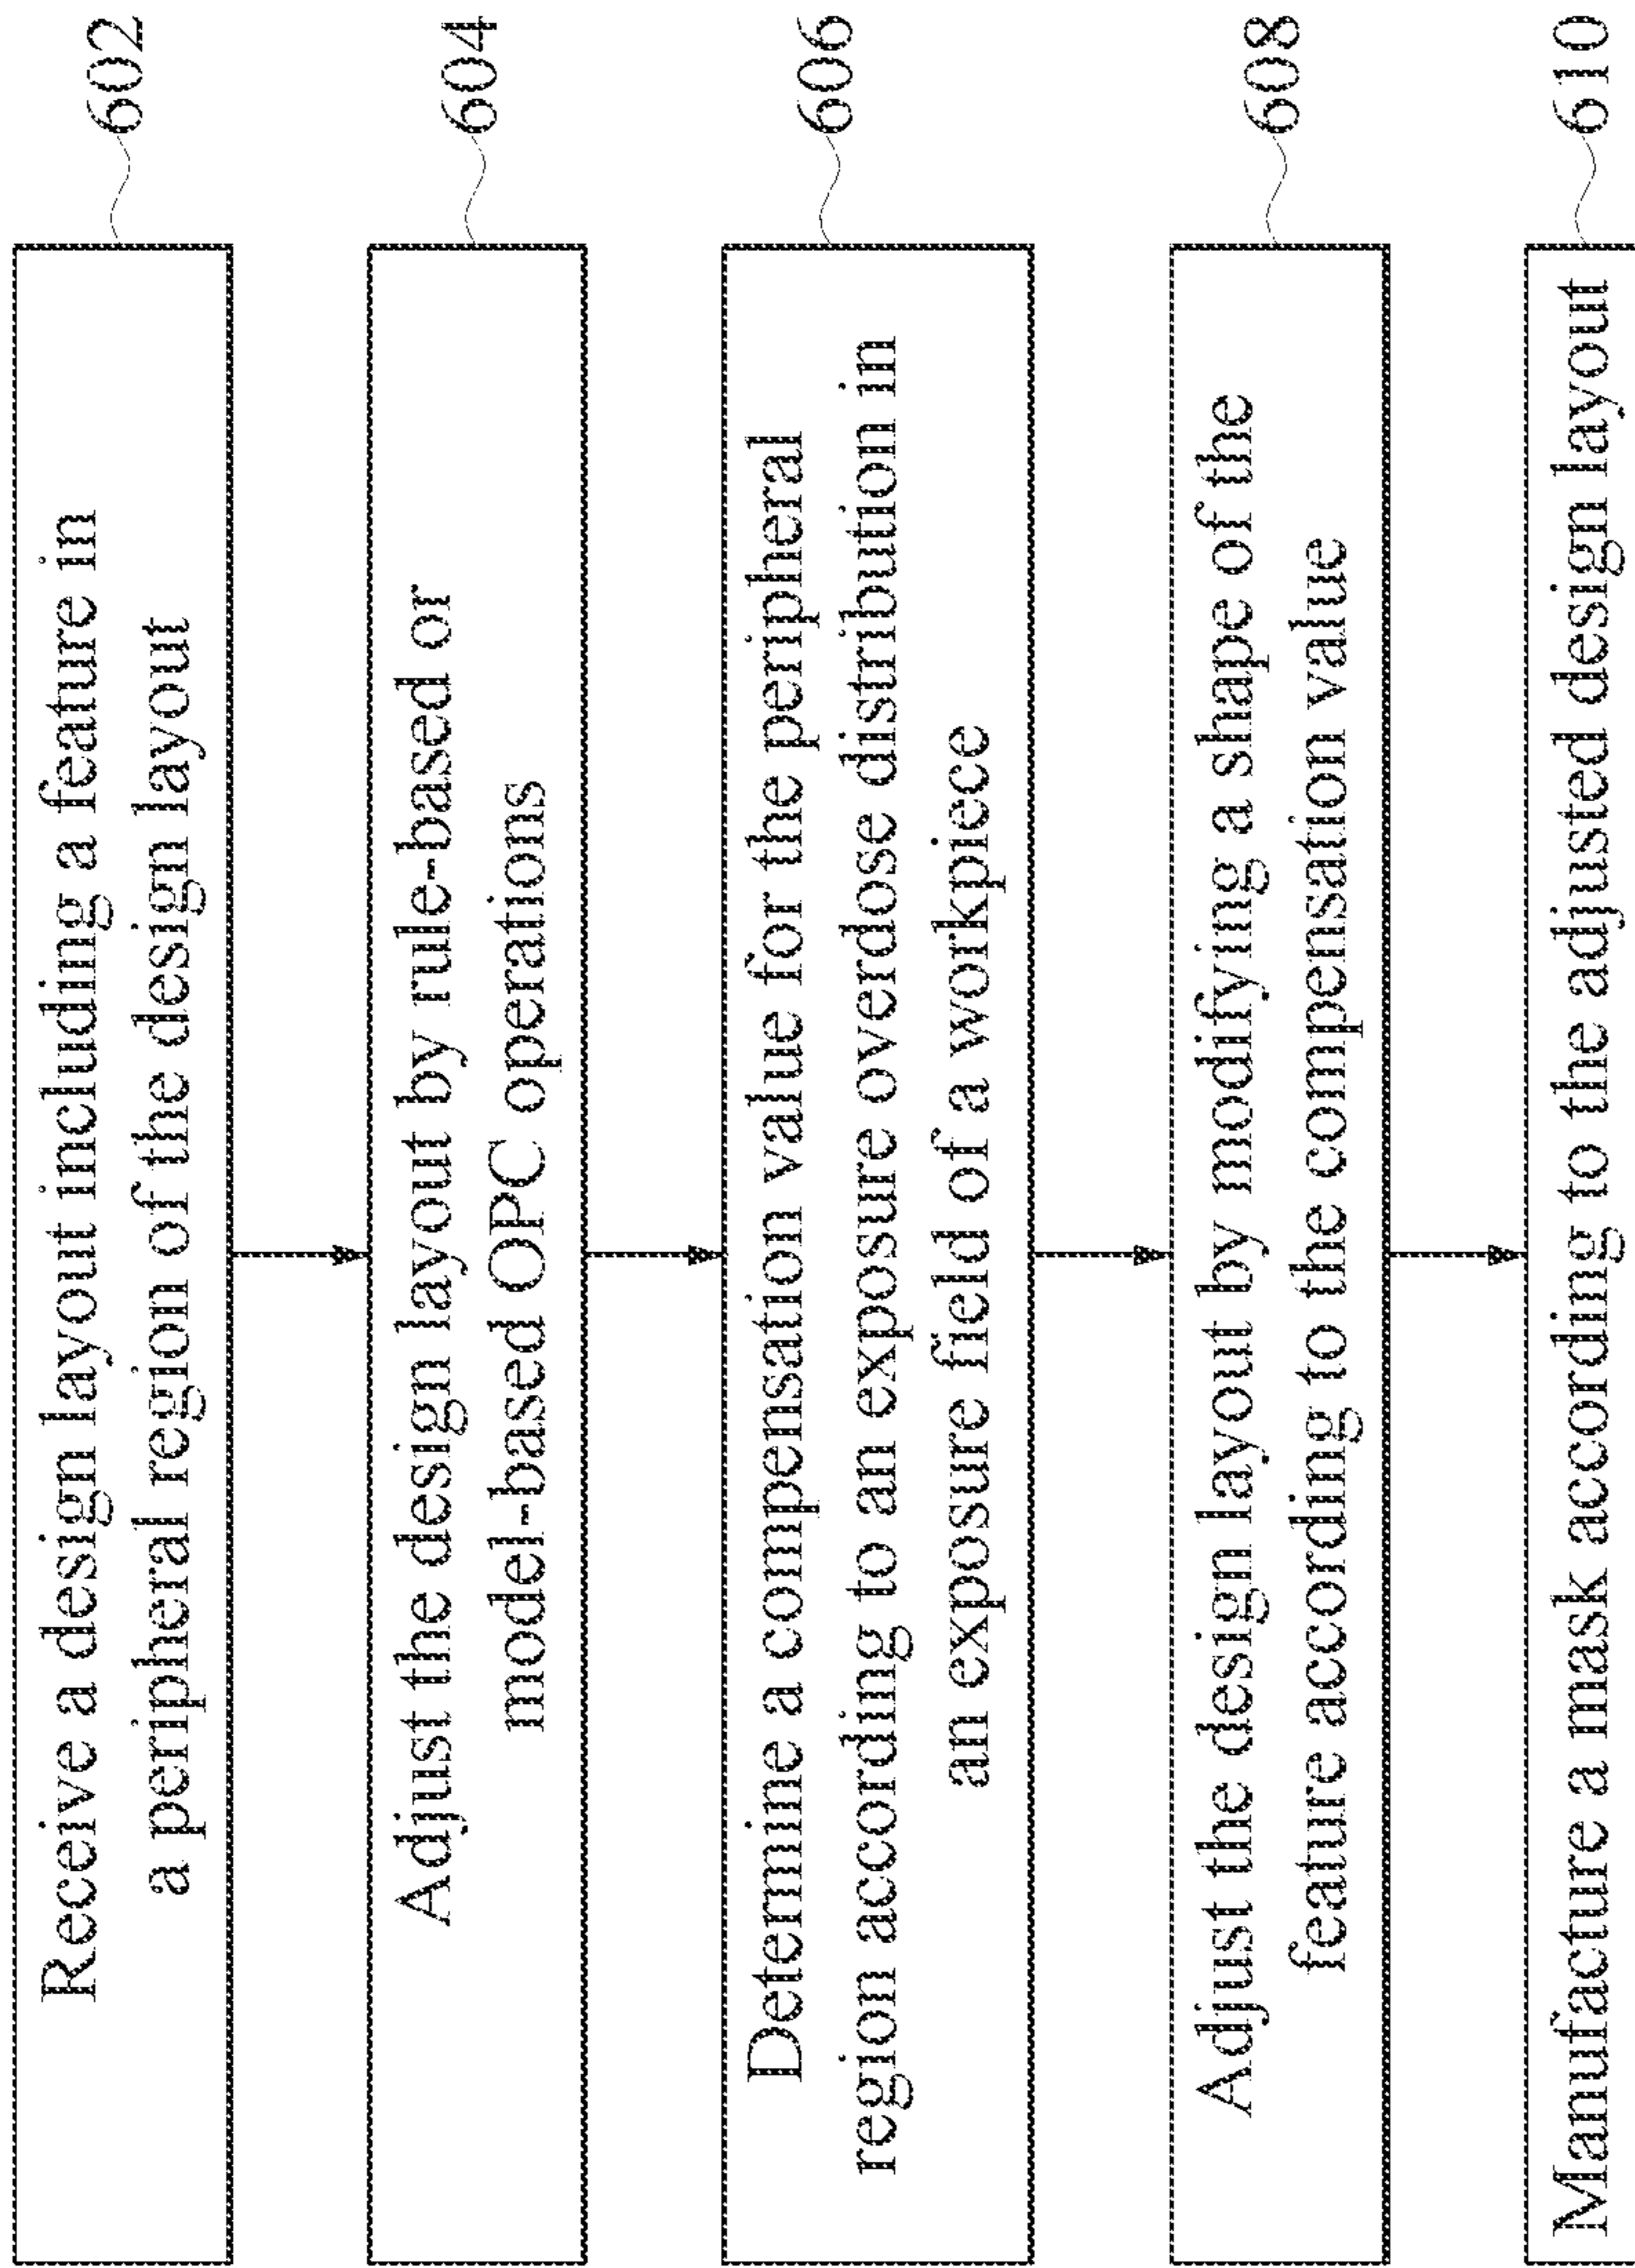 Receive a design layout including a feature in
a peripheral region of the design layout
602
Adjust the design layout by rule-based or
model-based OPC operations
604
Determine a compensation value for the peripheral
region according to an exposure overdose distribution in
an exposure field of a workpiece
606
Adjust the design layout by modifying a shape of the
feature according to the compensation value
608
Manufacture a mask according to the adjusted design layout
610